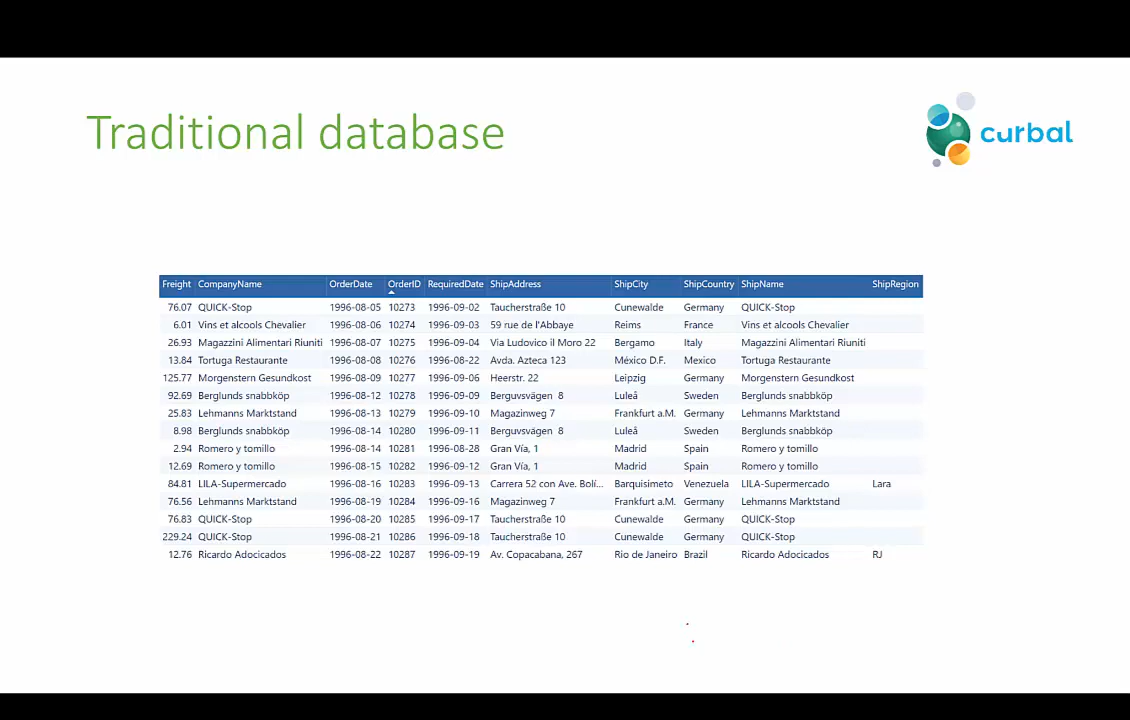 Traditional database
curbal
Freight CompanyName OrderDate OrderID RequiredDate ShipAddress ShipCity ShipCountry ShipName ShipRegion
76.07 QUICK-Stop 1996-08-05 10273 1996-09-02 Taucherstraße 10 Cunewalde Germany QUICK-Stop
6.01 Vins et alcools Chevalier 1996-08-06 10274 1996-09-03 59 rue de l'Abbaye Reims France Vins et alcools Chevalier
26.93 Magazzini Alimentari Riuniti 1996-08-07 10275 1996-09-04 Via Ludovico il Moro 22 Bergamo Italy Magazzini Alimentari Riuniti
13.84 Tortuga Restaurante 1996-08-08 10276 1996-08-22 Avda. Azteca 123 México D.F. Mexico Tortuga Restaurante
125.77 Morgenstern Gesundkost 1996-08-09 10277 1996-09-06 Heerstr. 22 Leipzig Germany Morgenstern Gesundkost
92.69 Berglunds snabbköp 1996-08-12 10278 1996-09-09 Berguvsvägen 8 Luleå Sweden Berglunds snabbköp
25.83 Lehmanns Marktstand 1996-08-13 10279 1996-09-10 Magazinweg 7 Frankfurt a.M. Germany Lehmanns Marktstand
8.98 Berglunds snabbköp 1996-08-14 10280 1996-09-11 Berguvsvägen 8 Luleå Sweden Berglunds snabbköp
2.94 Romero y tomillo 1996-08-14 10281 1996-08-28 Gran Vía, 1 Madrid Spain Romero y tomillo
12.69 Romero y tomillo 1996-08-15 10282 1996-09-12 Gran Vía, 1 Madrid Spain Romero y tomillo
84.81 LILA-Supermercado 1996-08-16 10283 1996-09-13 Carrera 52 con Ave. Bolí... Barquisimeto Venezuela LILA-Supermercado Lara
76.56 Lehmanns Marktstand 1996-08-19 10284 1996-09-16 Magazinweg 7 Frankfurt a.M. Germany Lehmanns Marktstand
76.83 QUICK-Stop 1996-08-20 10285 1996-09-17 Taucherstraße 10 Cunewalde Germany QUICK-Stop
229.24 QUICK-Stop 1996-08-21 10286 1996-09-18 Taucherstraße 10 Cunewalde Germany QUICK-Stop
12.76 Ricardo Adocicados 1996-08-22 10287 1996-09-19 Av. Copacabana, 267 Rio de Janeiro Brazil Ricardo Adocicados RJ